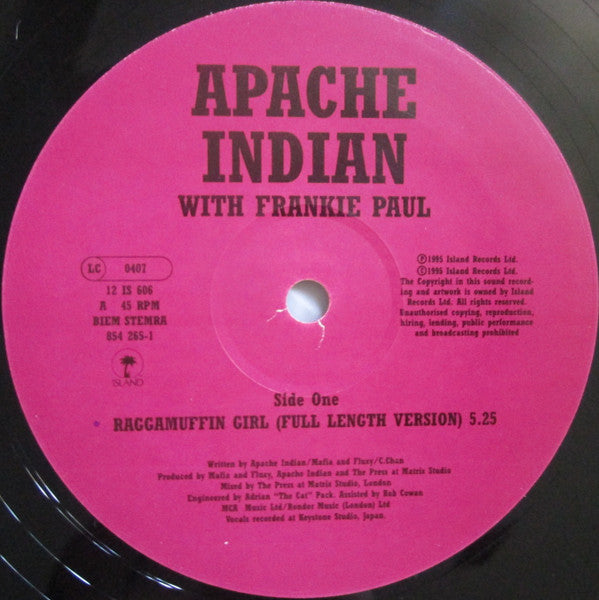 APACHE
INDIAN
WITH FRANKIE PAUL
LC 0407
12 IS 606
A 45 RPM
BIEM STEMRA
854 265-1
ISLAND
℗1995 Island Records Ltd.
©1995 Island Records Ltd.
The Copyright in this sound record-
ing and artwork is owned by Island
Records Ltd. All rights reserved.
Unauthorised copying, reproduction,
hiring, lending, public performance
and broadcasting prohibited
Side One
RAGGAMUFFIN GIRL (FULL LENGTH VERSION) 5.25
Written by Apache Indian/Mafia and Fluxy/C.Chan
Produced by Mafia and Fluxy, Apache Indian and The Press at Matrix Studio
Mixed by The Press at Matrix Studio, London
Engineered by Adrian "The Cat" Pack. Assisted by Bob Cowan
MCA Music Ltd/Rondor Music (London) Ltd
Vocals recorded at Keystone Studio, Japan.